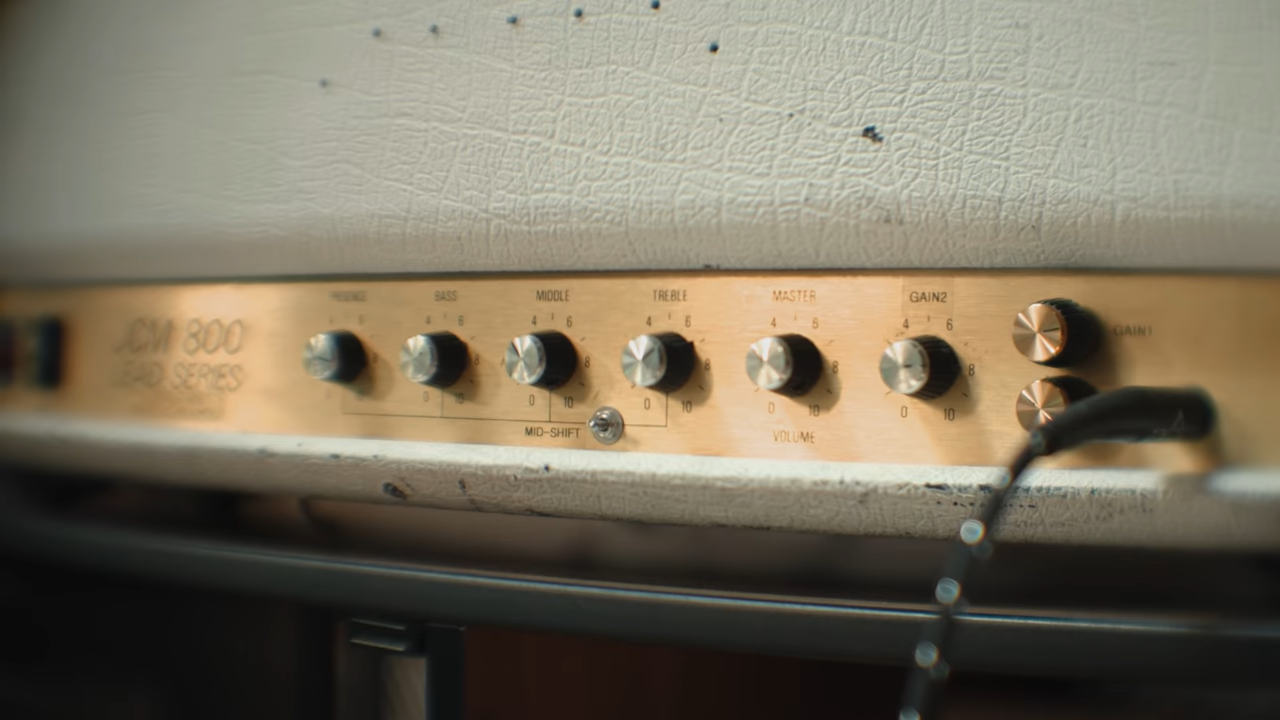 JCM 800
LEAD SERIES
PRESENCE
BASS
MIDDLE
TREBLE
MASTER
GAIN2
GAIN1
4 6
4 6
4 6
4 6
4 6
8
8
8
8
8
10
0 10
0 10
0 10
0 10
MID-SHIFT
VOLUME